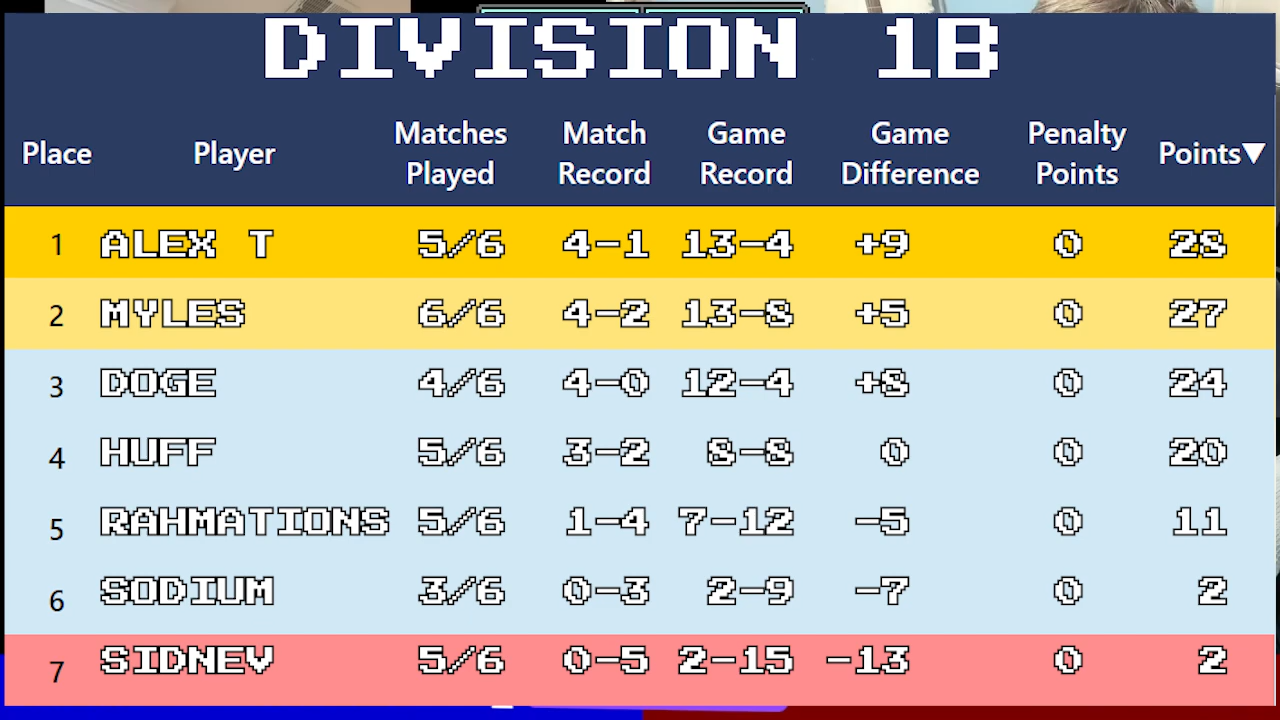 DIVISION 1B
Place Player Matches Played Match Record Game Record Game Difference Penalty Points Points▼
1 ALEX T 5/6 4-1 13-4 +9 0 28
2 MYLES 6/6 4-2 13-8 +5 0 27
3 DOGE 4/6 4-0 12-4 +8 0 24
4 HUFF 5/6 3-2 8-8 0 0 20
5 RAHMATIONS 5/6 1-4 7-12 -5 0 11
6 SODIUM 3/6 0-3 2-9 -7 0 2
7 SIDNEV 5/6 0-5 2-15 -13 0 2